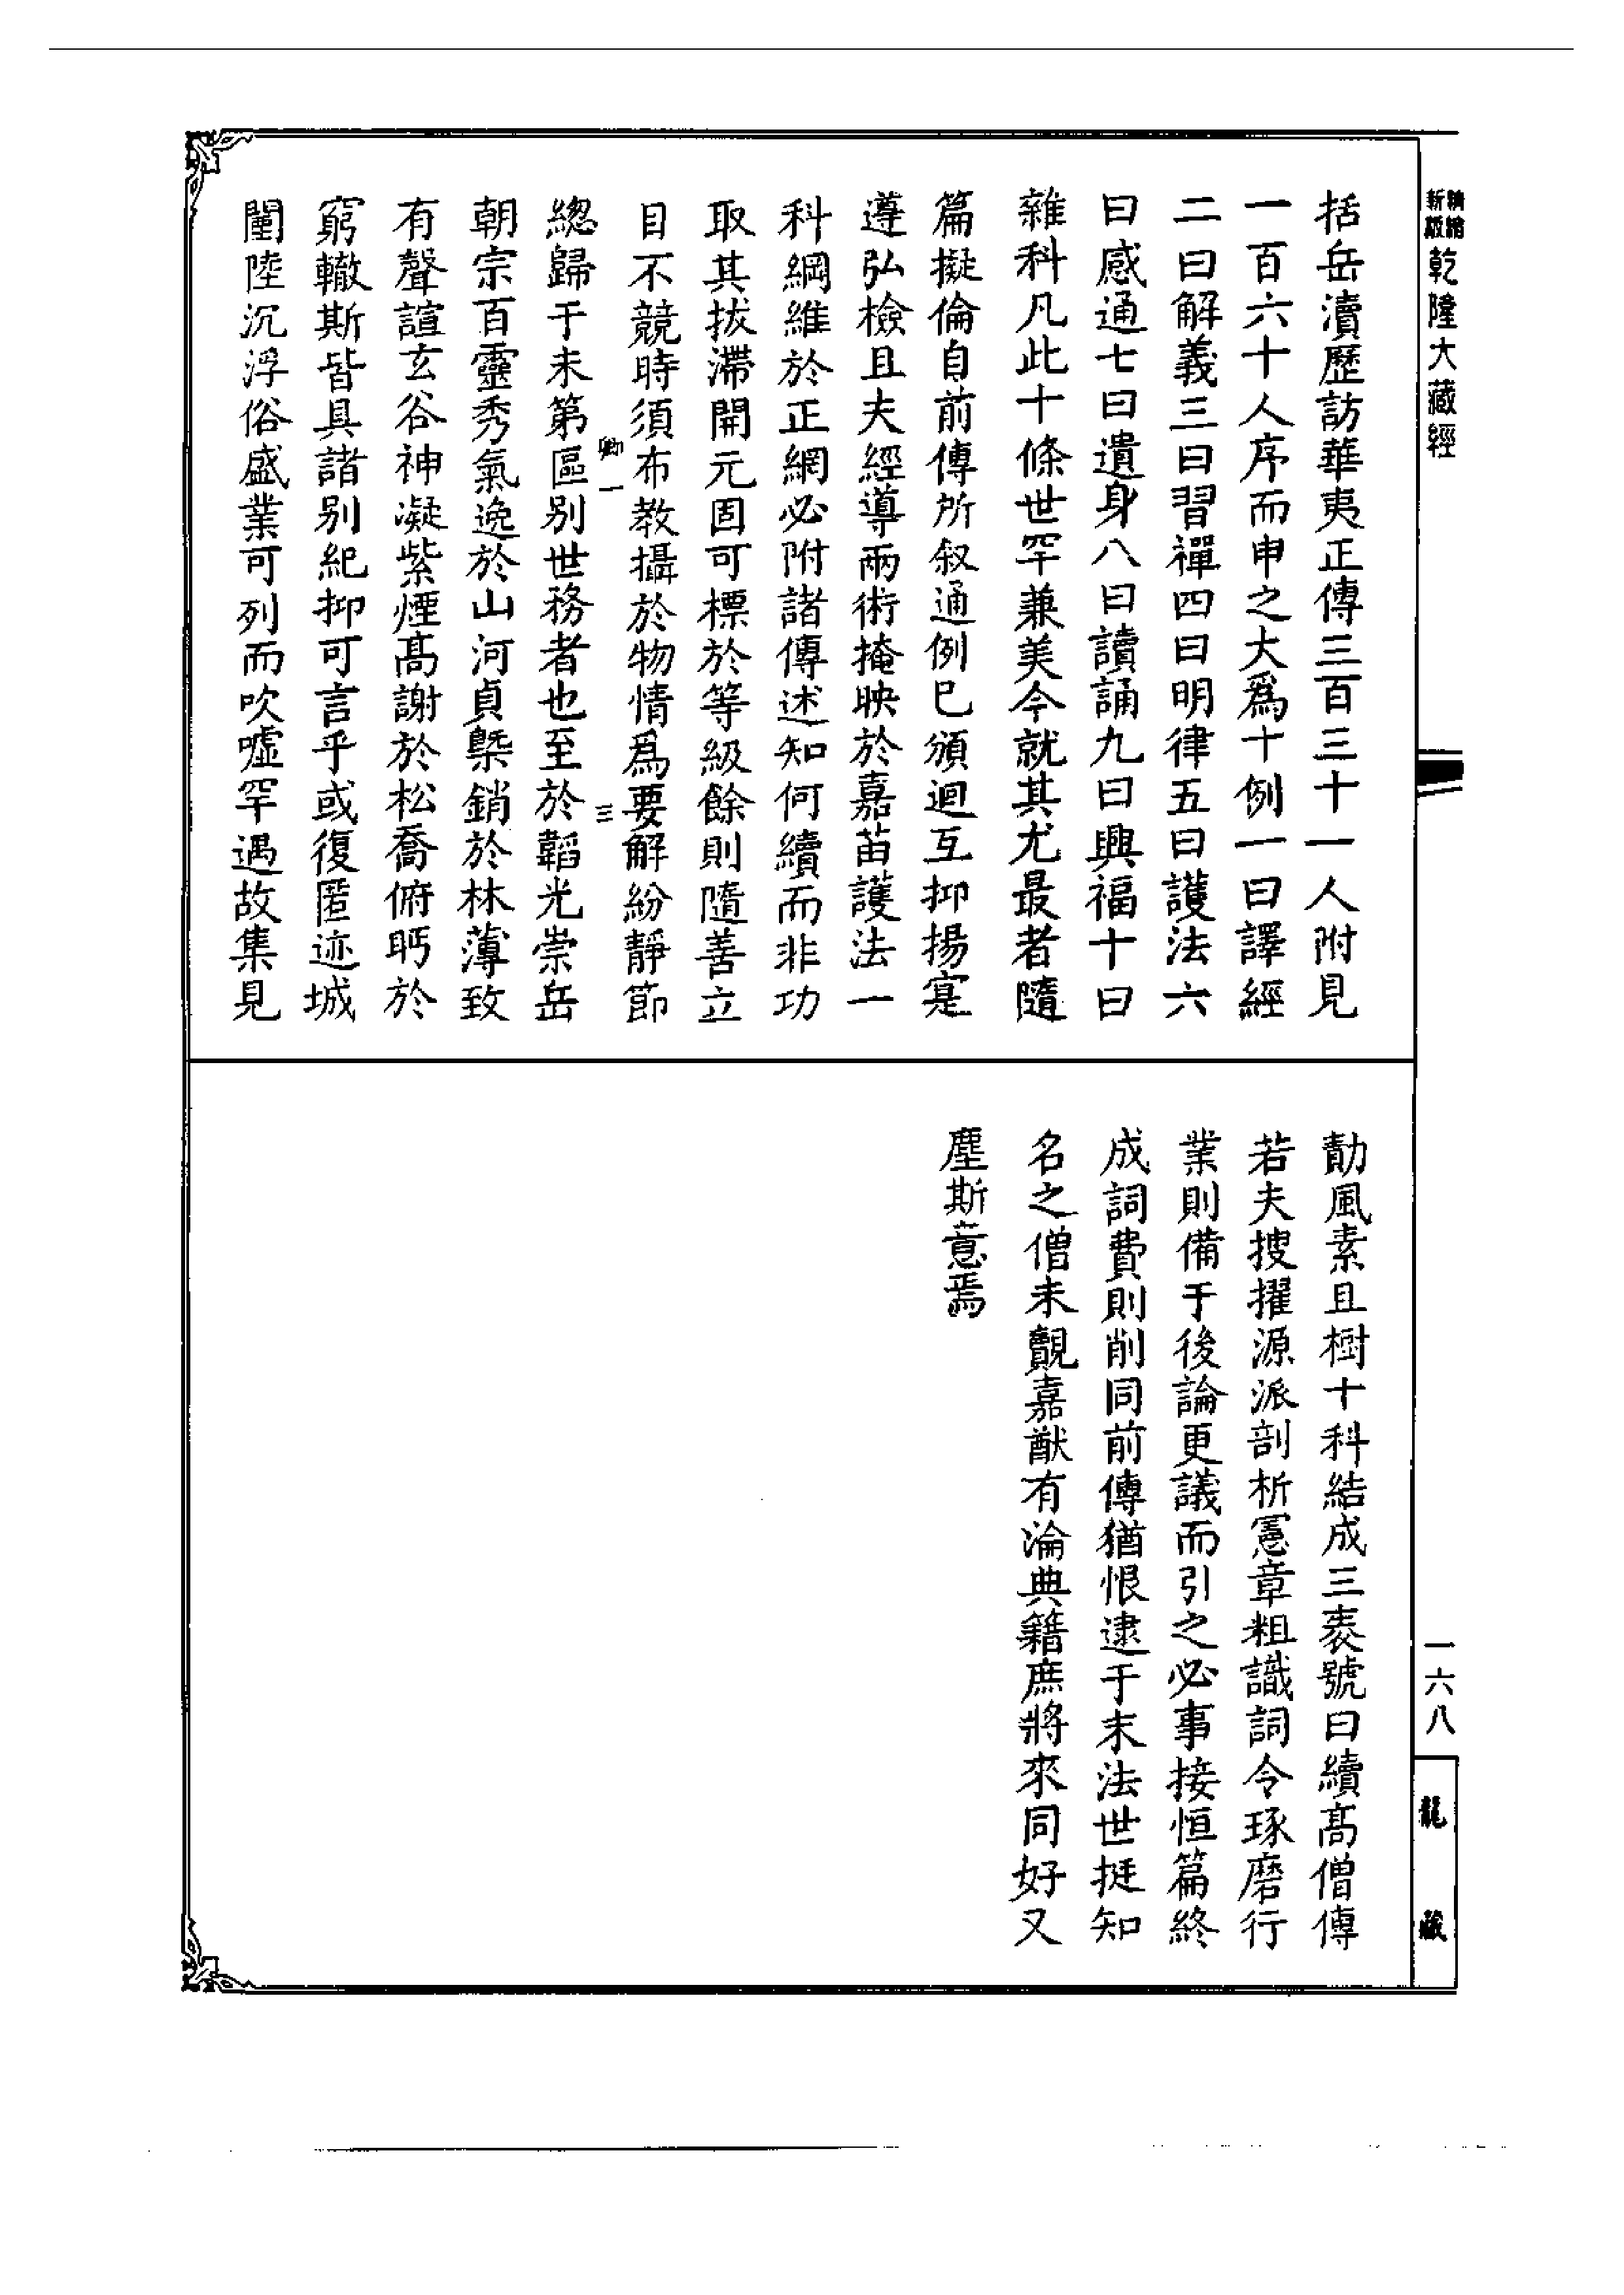 精縮新版乾隆大藏經
括岳瀆歷訪華夷正傳三百三十一人附見
一百六十人序而申之大爲十例一曰譯經
二曰解義三曰習禪四曰明律五曰護法六
曰感通七曰遺身八曰讀誦九曰興福十曰
雜科凡此十條世罕兼美今就其尤最者隨
篇擬倫自前傳所叙通例已頒迴互抑揚寔
遵弘檢且夫經導兩術掩映於嘉苗護法一
科綱維於正網必附諸傳述知何續而非功
取其拔滯開元固可標於等級餘則隨善立
目不競時須布教攝於物情爲要解紛靜節
卿一 三
總歸于未第區別世務者也至於韜光崇岳
朝宗百靈秀氣逸於山河貞槩銷於林薄致
有聲諠玄谷神凝紫煙高謝於松喬俯眄於
窮轍斯皆具諸別紀抑可言乎或復匿迹城
闉陸沉浮俗盛業可列而吹噓罕遇故集見
勣風素且樹十科結成三袠號曰續高僧傳
若夫搜擢源派剖析憲章粗識詞令琢磨行
業則備于後論更議而引之必事接恒篇終
成詞費則削同前傳猶恨逮于末法世挺知
名之僧未覿嘉猷有淪典籍庶將來同好又
塵斯意焉
一六八
龍藏